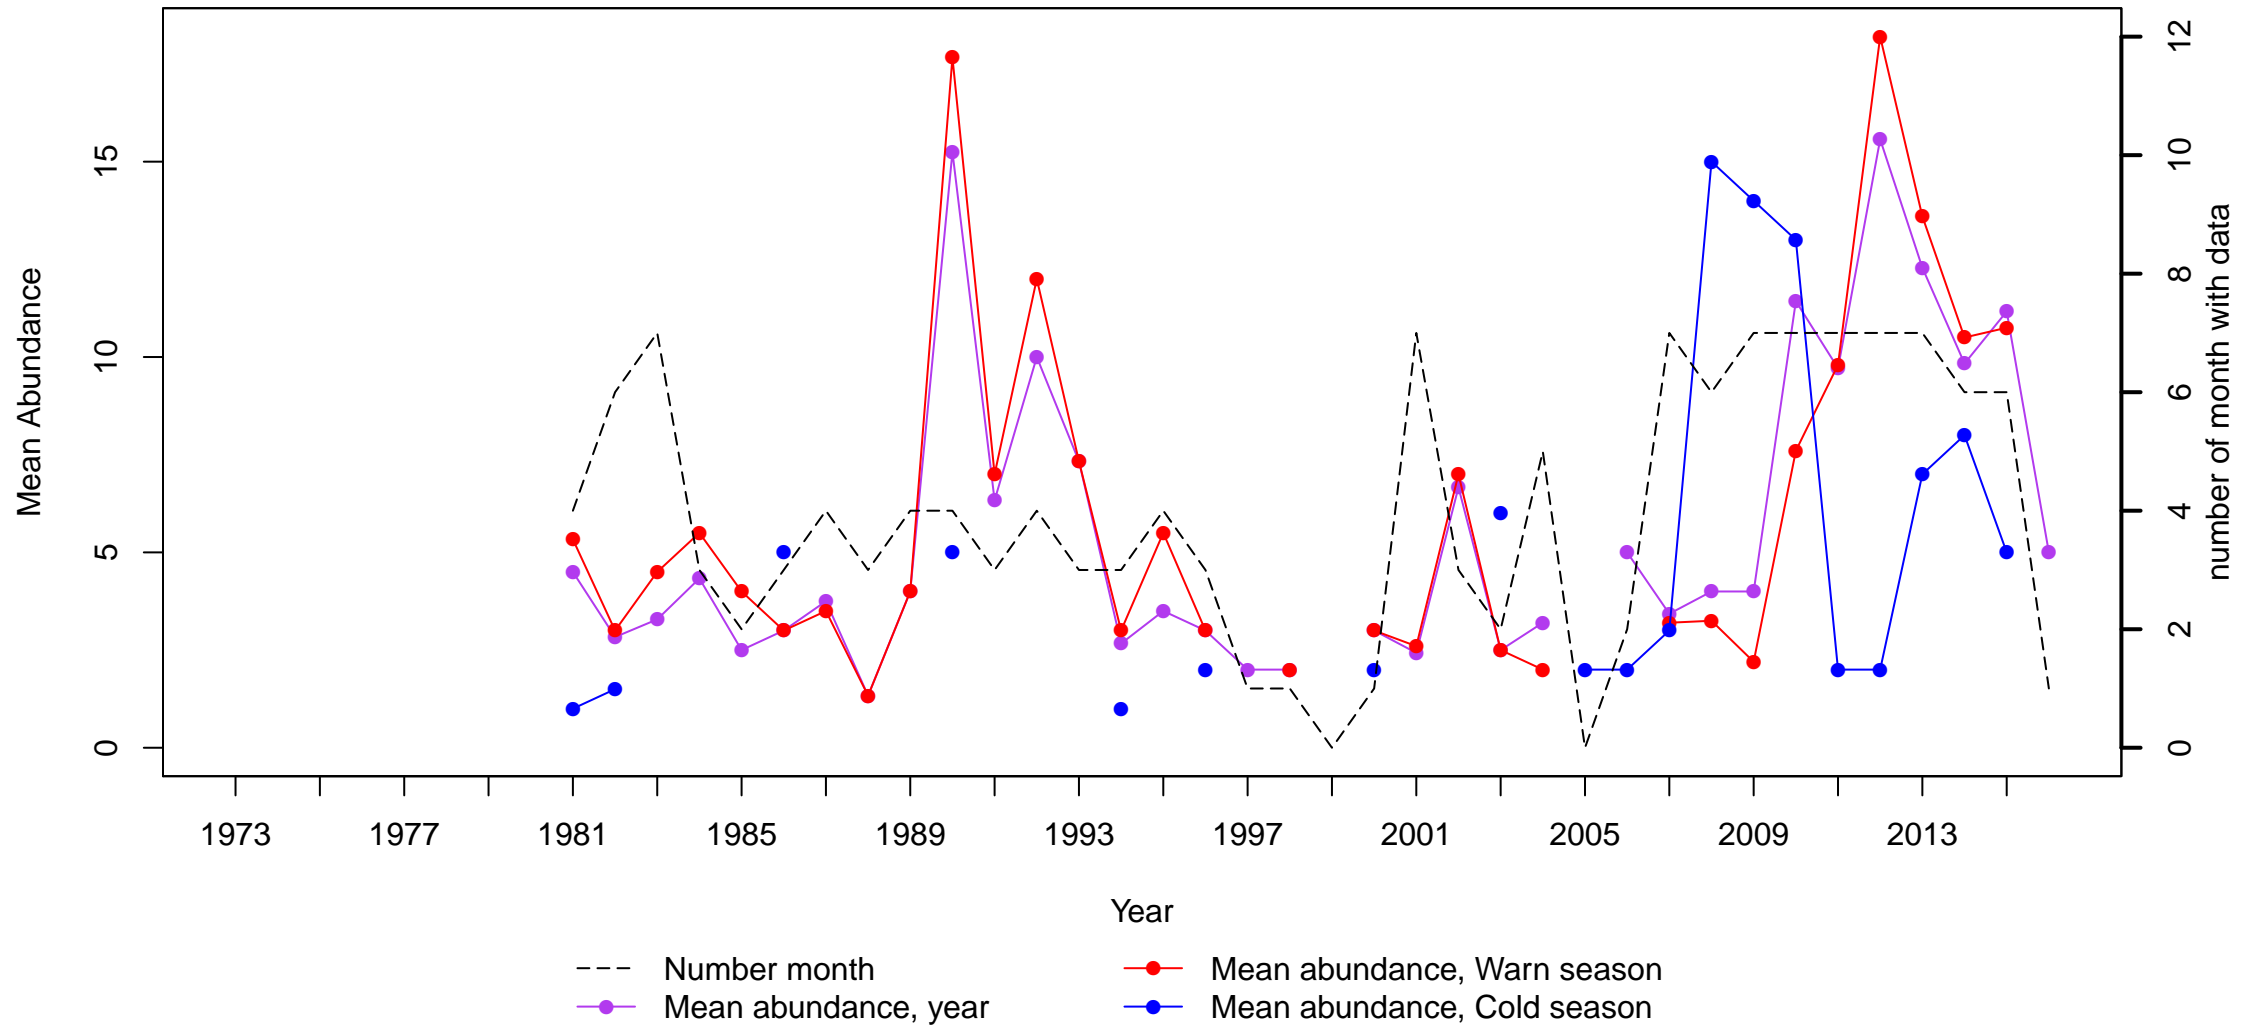 Mean Abundance
0
5
10
15
number of month with data
0
2
4
6
8
10
12
1973 1977 1981 1985 1989 1993 1997 2001 2005 2009 2013
Year
Number month
Mean abundance, year
Mean abundance, Warn season
Mean abundance, Cold season